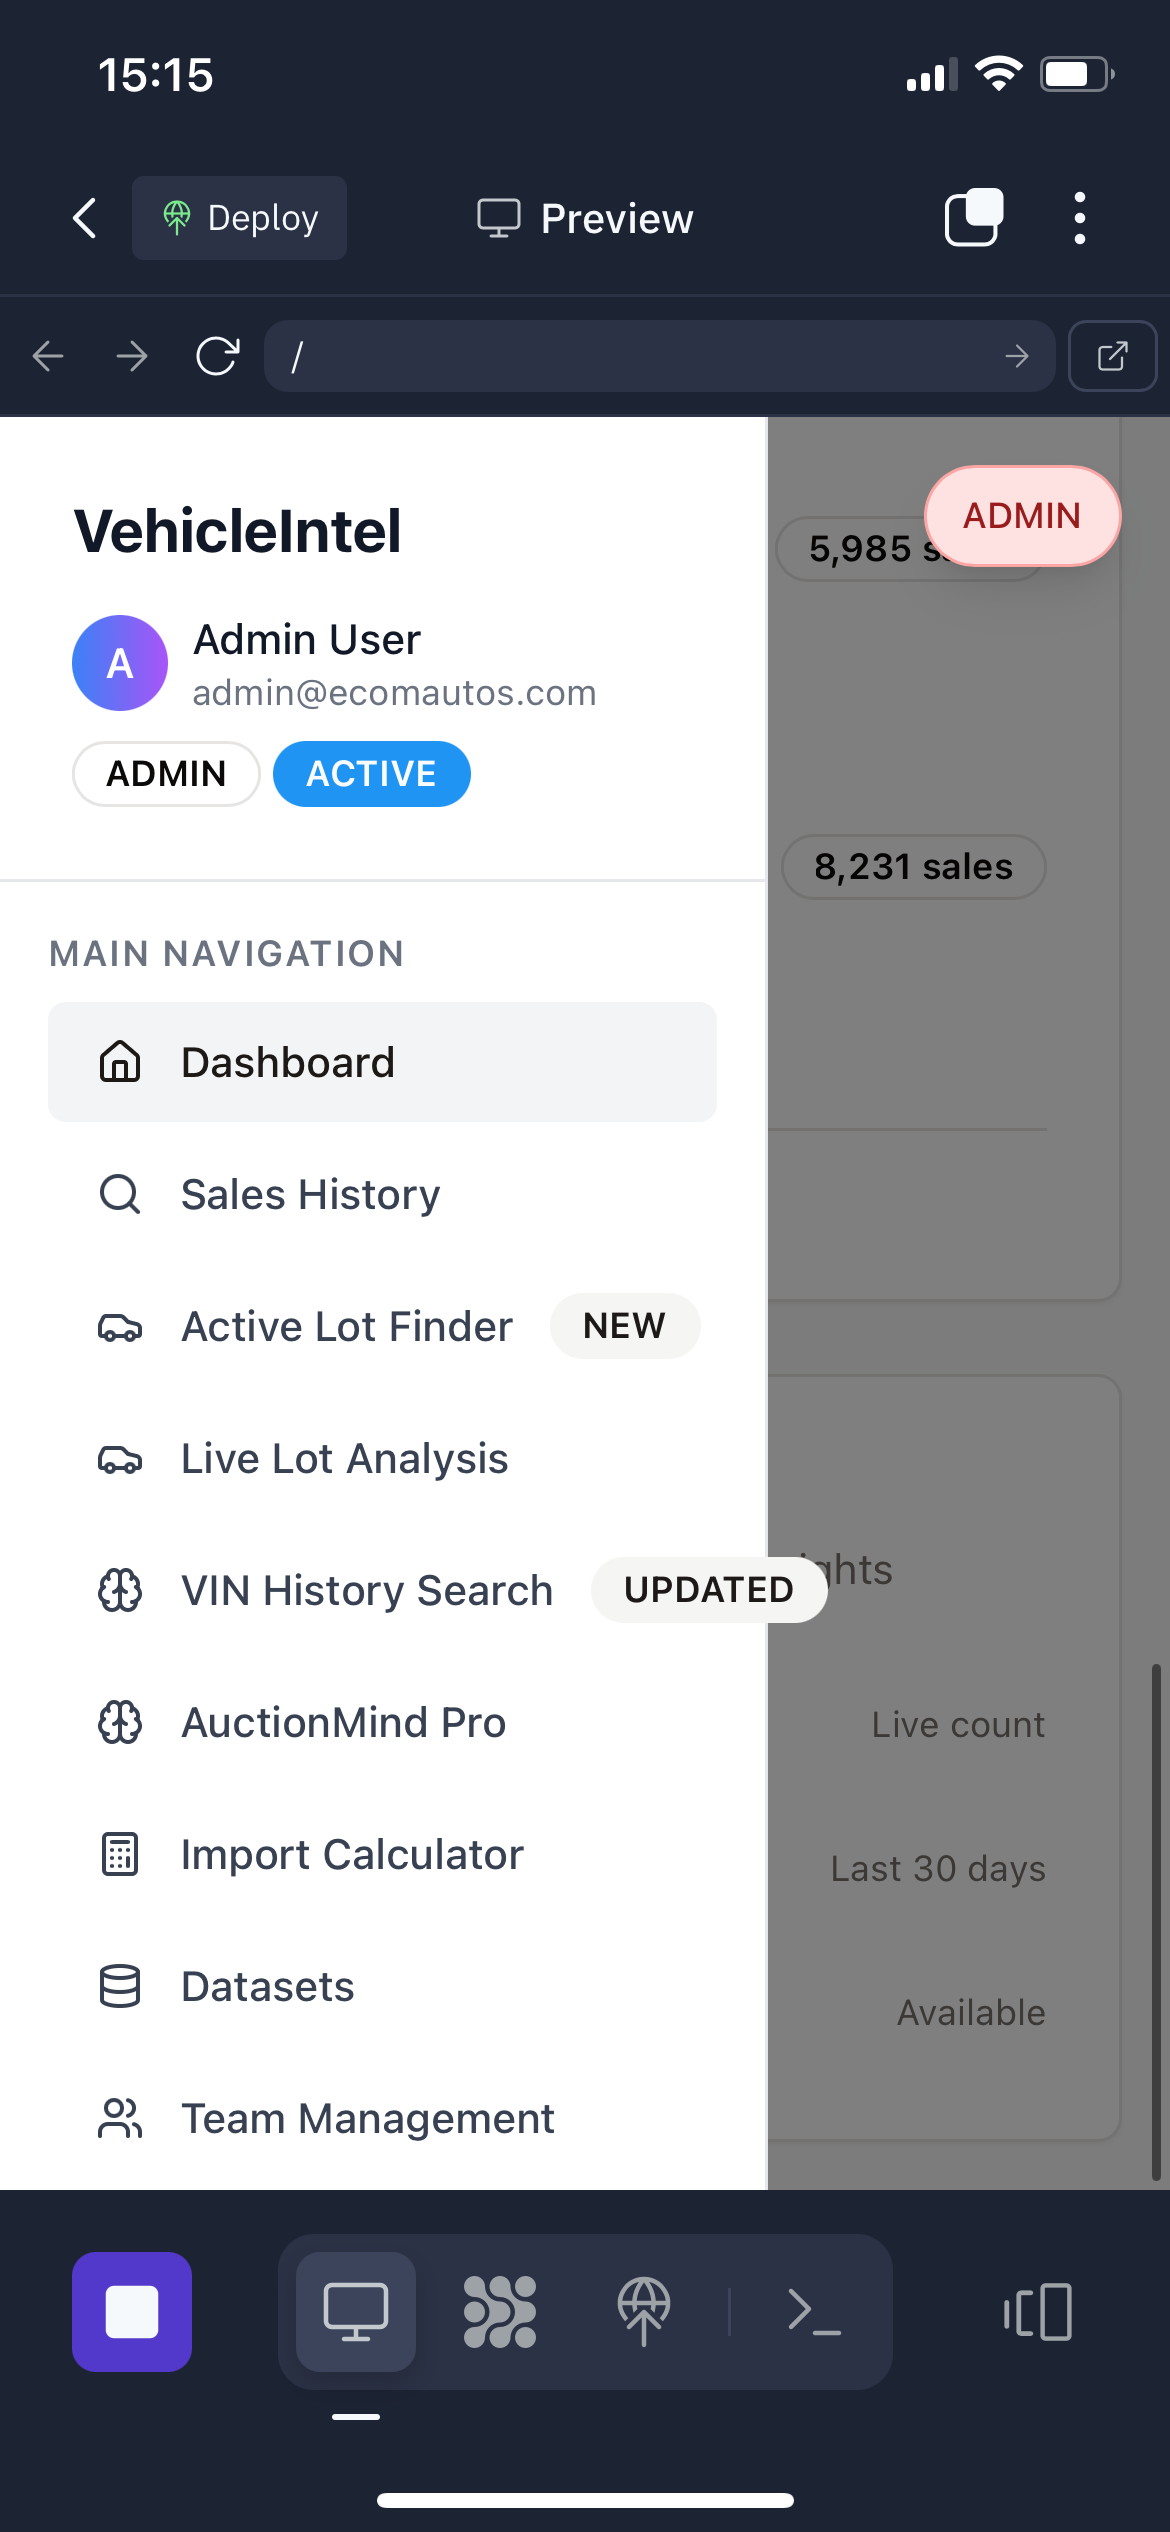 15:15
Deploy
Preview
/
VehicleIntel
A
Admin User
admin@ecomautos.com
ADMIN
ACTIVE
ADMIN
5,985
8,231 sales
MAIN NAVIGATION
Dashboard
Sales History
Active Lot Finder
NEW
Live Lot Analysis
VIN History Search
UPDATED
AuctionMind Pro
Live count
Import Calculator
Last 30 days
Datasets
Available
Team Management